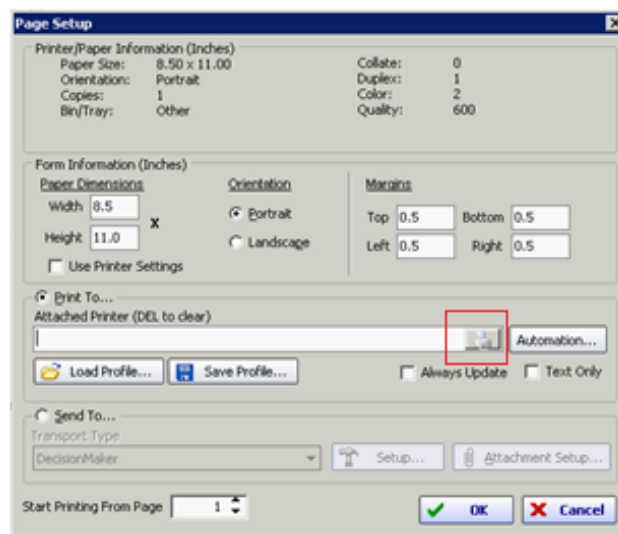 Page Setup
Printer/Paper Information (Inches)
Paper Size: 8.50 x 11.00 Collate: 0
Orientation: Portrait Duplex: 1
Copies: 1 Color: 2
Bin/Tray: Other Quality: 600
Form Information (Inches)
Paper Dimensions Orientation Margins
Width 8.5 x Portrait Top 0.5 Bottom 0.5
Height 11.0 Landscape Left 0.5 Right 0.5
Use Printer Settings
Print To...
Attached Printer (DEL to clear)
Automation...
Load Profile... Save Profile... Always Update Text Only
Send To...
Transport Type
DecisionMaker Setup... Attachment Setup...
Start Printing From Page 1 OK Cancel